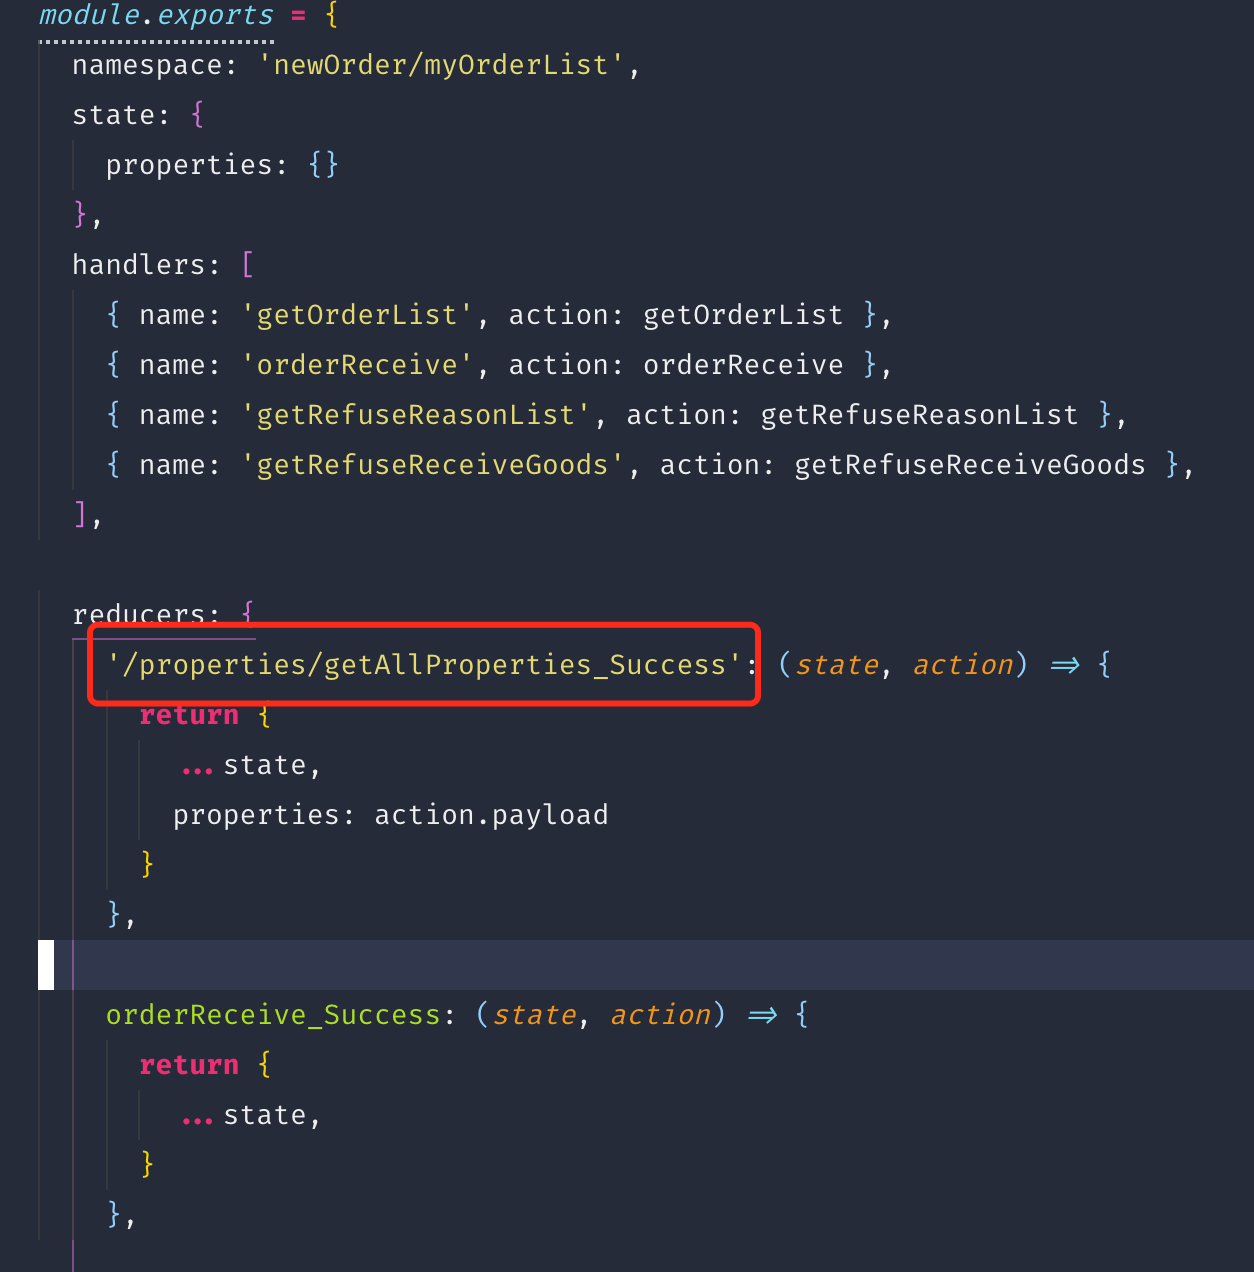 module.exports = {
namespace: 'newOrder/myOrderList',
state: {
properties: {}
},
handlers: [
{ name: 'getOrderList', action: getOrderList },
{ name: 'orderReceive', action: orderReceive },
{ name: 'getRefuseReasonList', action: getRefuseReasonList },
{ name: 'getRefuseReceiveGoods', action: getRefuseReceiveGoods },
],
reducers: {
'/properties/getAllProperties_Success': (state, action) => {
return {
...state,
properties: action.payload
}
},
orderReceive_Success: (state, action) => {
return {
...state,
}
},